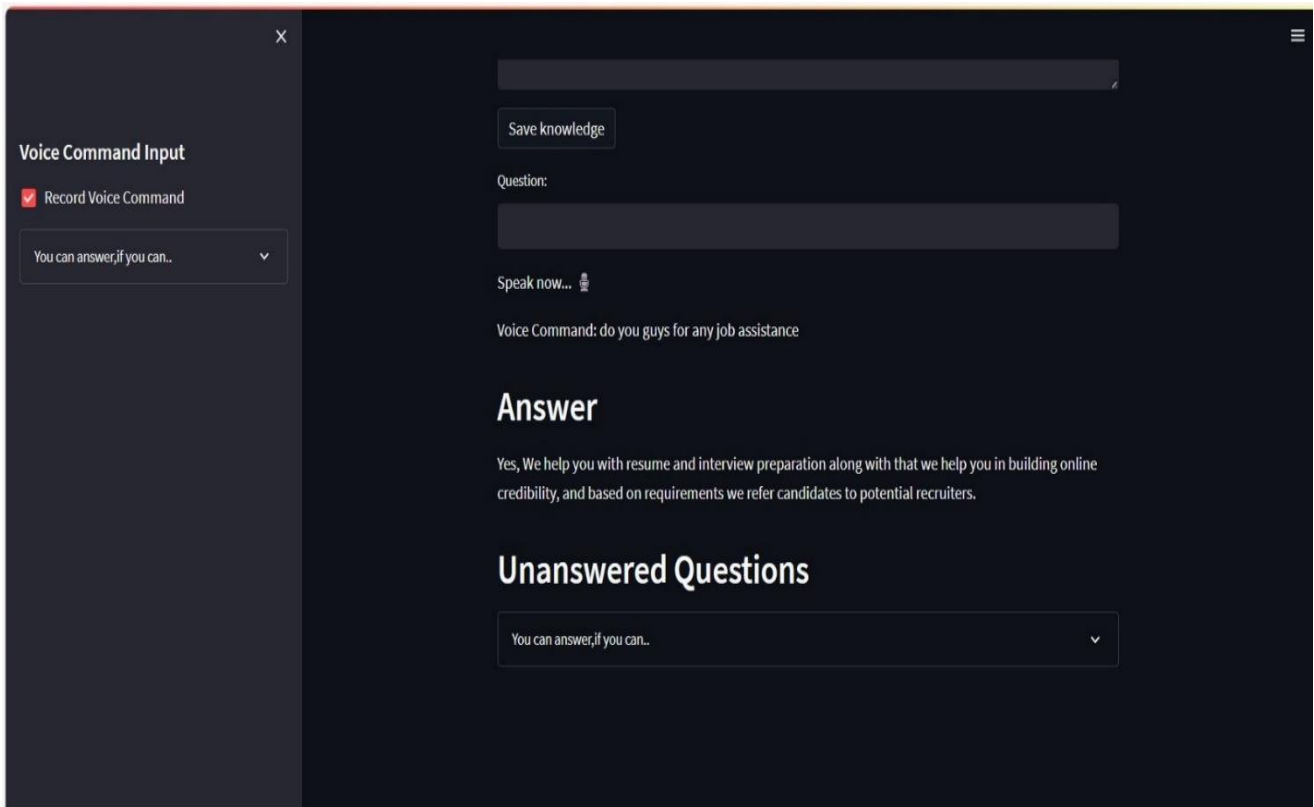 Voice Command Input
Record Voice Command
You can answer,if you can..
Save knowledge
Question:
Speak now...
Voice Command: do you guys for any job assistance
Answer
Yes, We help you with resume and interview preparation along with that we help you in building online
credibility, and based on requirements we refer candidates to potential recruiters.
Unanswered Questions
You can answer,if you can..